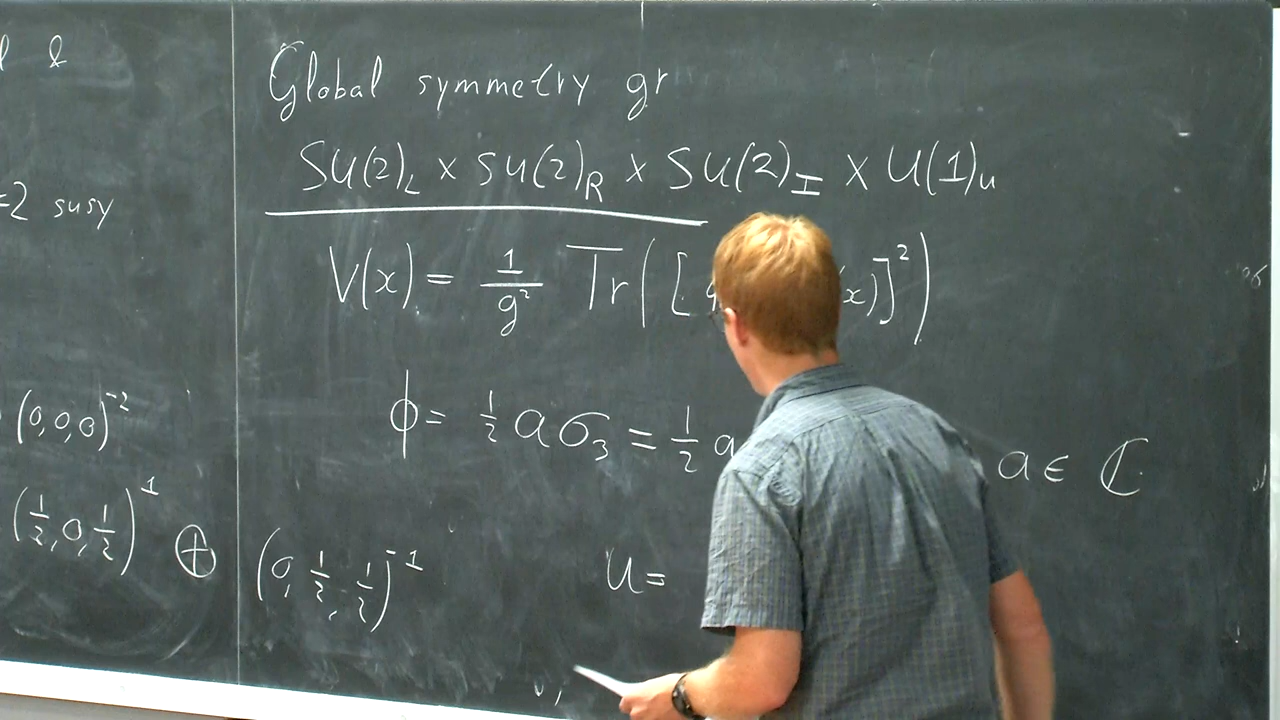 l &
=2 susy
(0,0,0)⁻²
(½,0,½)¹ ⊕ (0,½,½)⁻¹
Global symmetry gr
SU(2)_L × SU(2)_R × SU(2)_I × U(1)_u
V(x) = 1/g² Tr([ x)]²)
ϕ = ½ a σ₃ = ½ a a ∈ ℂ
u =